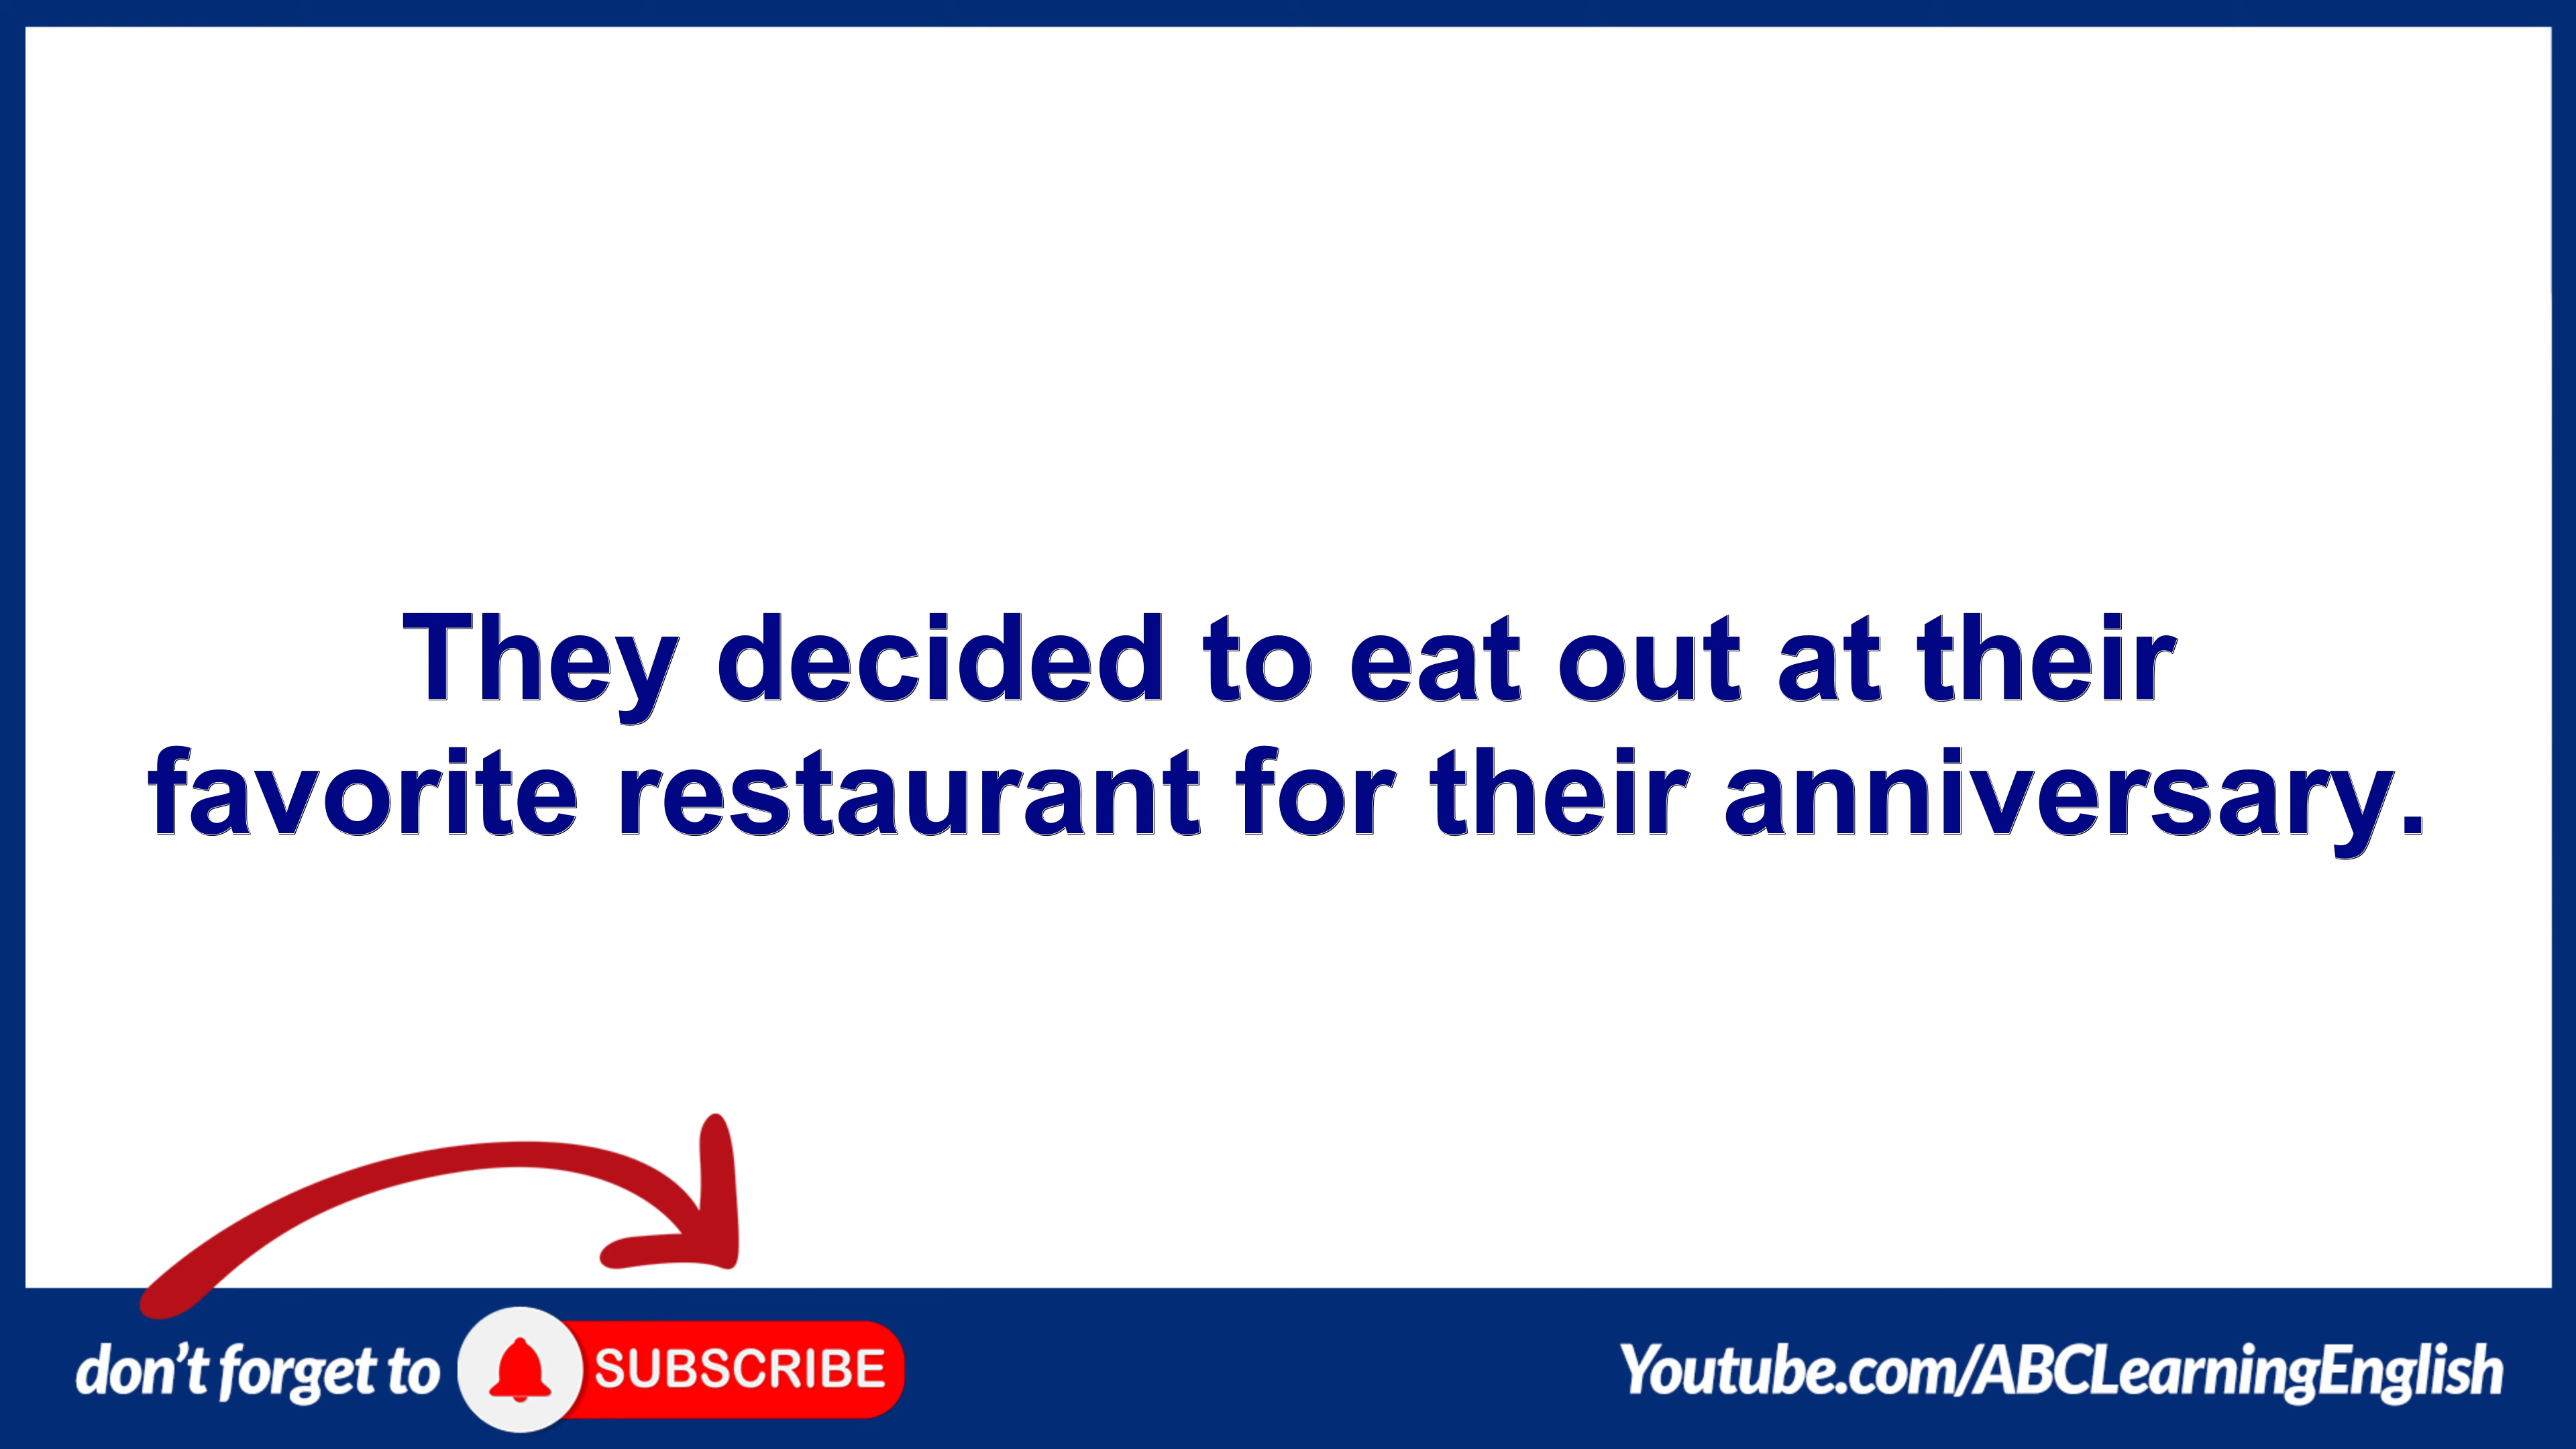 They decided to eat out at their
favorite restaurant for their anniversary.
don't forget to SUBSCRIBE
Youtube.com/ABCLearningEnglish